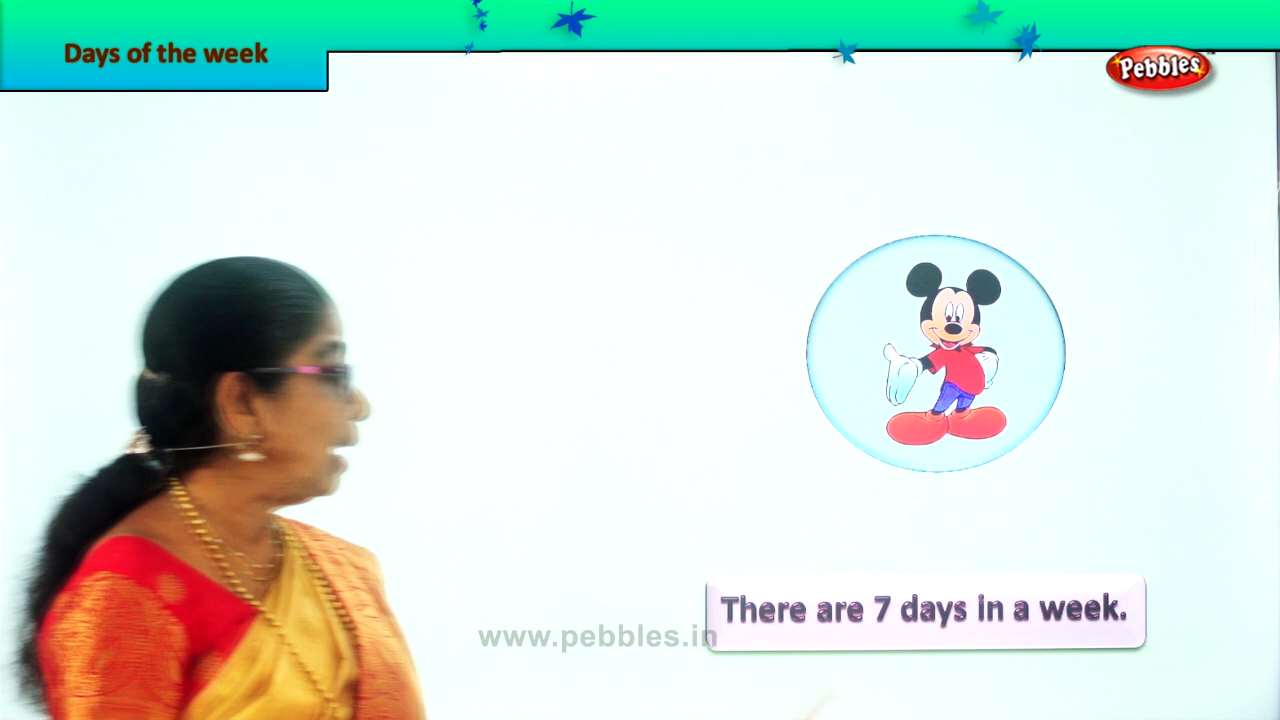 Days of the week
Pebbles
There are 7 days in a week.
www.pebbles.in